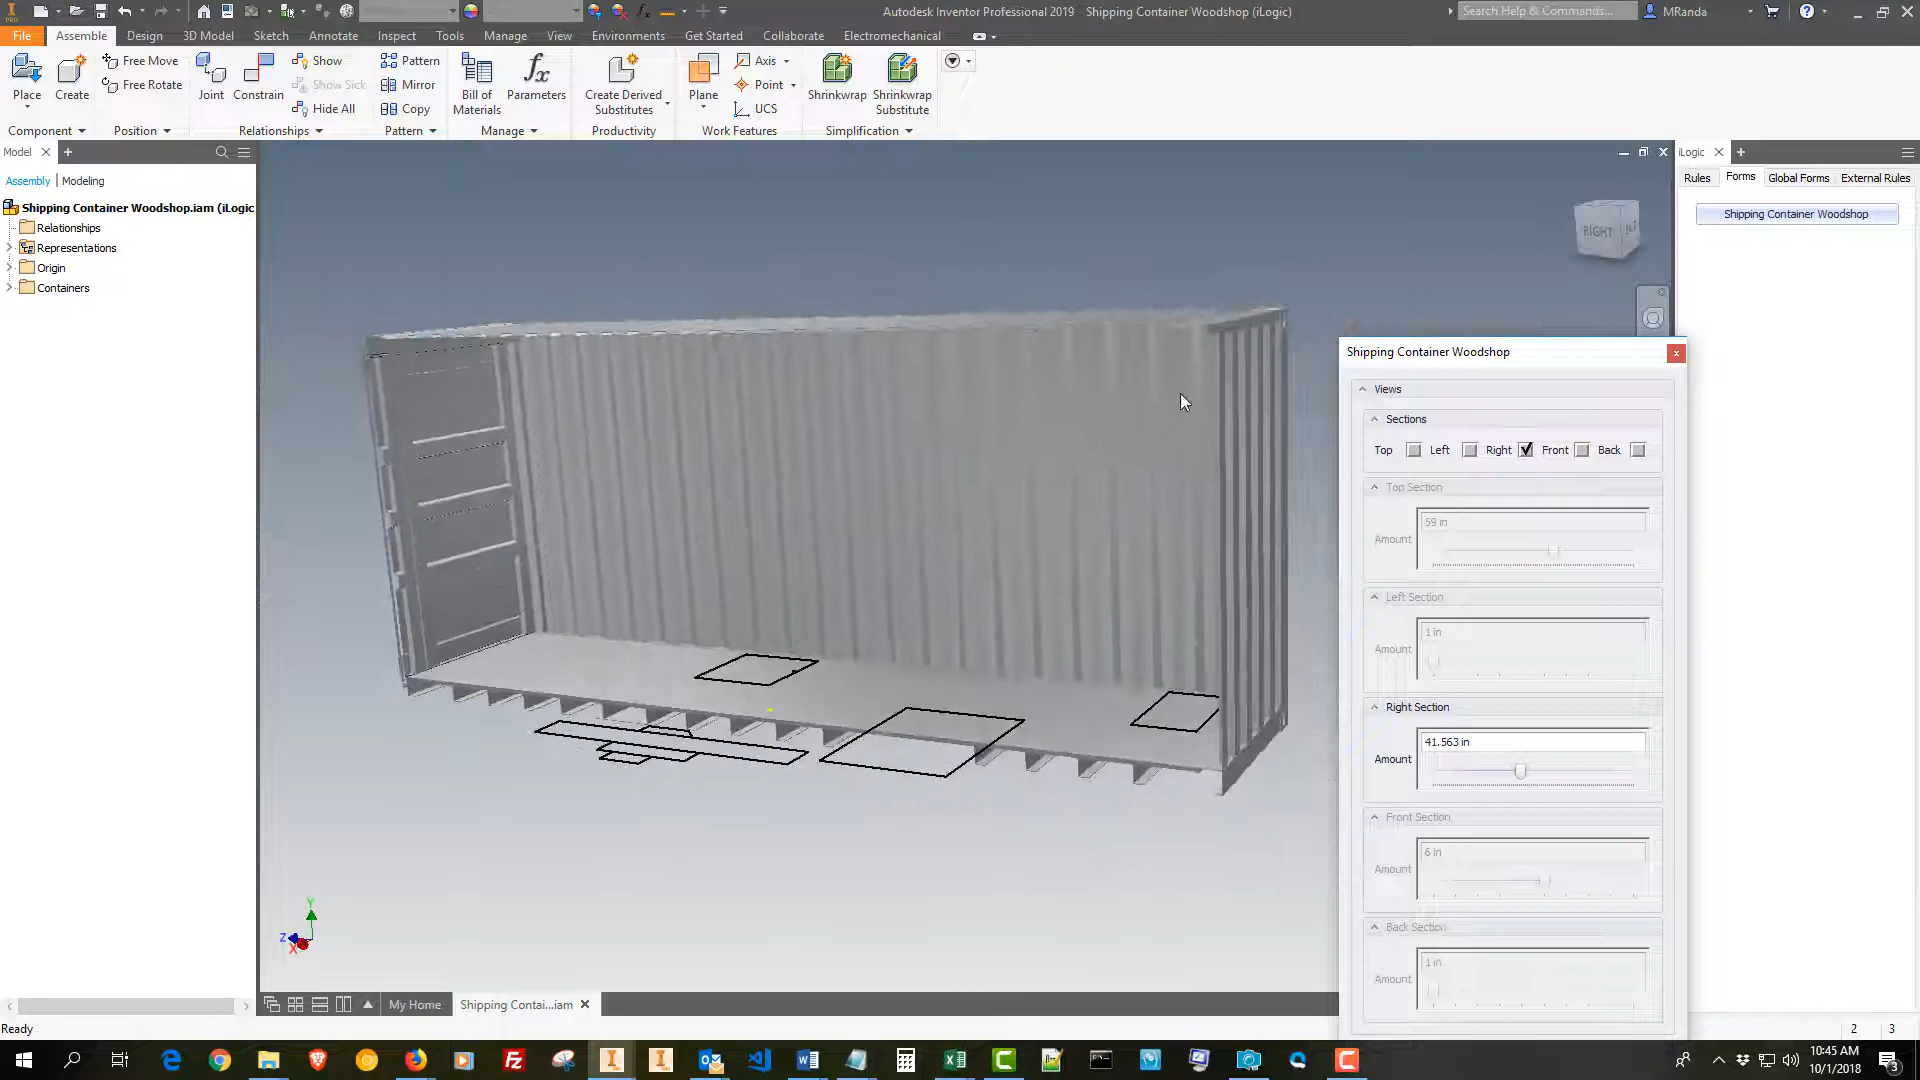 Autodesk Inventor Professional 2019 Shipping Container Woodshop (iLogic)
Search Help & Commands...
MRanda
File Assemble Design 3D Model Sketch Annotate Inspect Tools Manage View Environments Get Started Collaborate Electromechanical
Place
Create
Free Move
Free Rotate
Joint
Constrain
Show
Show Sick
Hide All
Pattern
Mirror
Copy
Bill of
Materials
fx
Parameters
Create Derived
Substitutes
Plane
Axis
Point
UCS
Shrinkwrap
Shrinkwrap
Substitute
Component Position Relationships Pattern Manage Productivity Work Features Simplification
Model
Assembly | Modeling
Shipping Container Woodshop.iam (iLogic
Relationships
Representations
Origin
Containers
RIGHT
iLogic
Rules Forms Global Forms External Rules
Shipping Container Woodshop
Shipping Container Woodshop
Views
Sections
Top Left Right Front Back
Top Section
59 in
Amount
Left Section
1 in
Amount
Right Section
41.563 in
Amount
Front Section
6 in
Amount
Back Section
1 in
Amount
Y
Z
X
My Home
Shipping Contai...iam
Ready
2 3
10:45 AM
10/1/2018
3